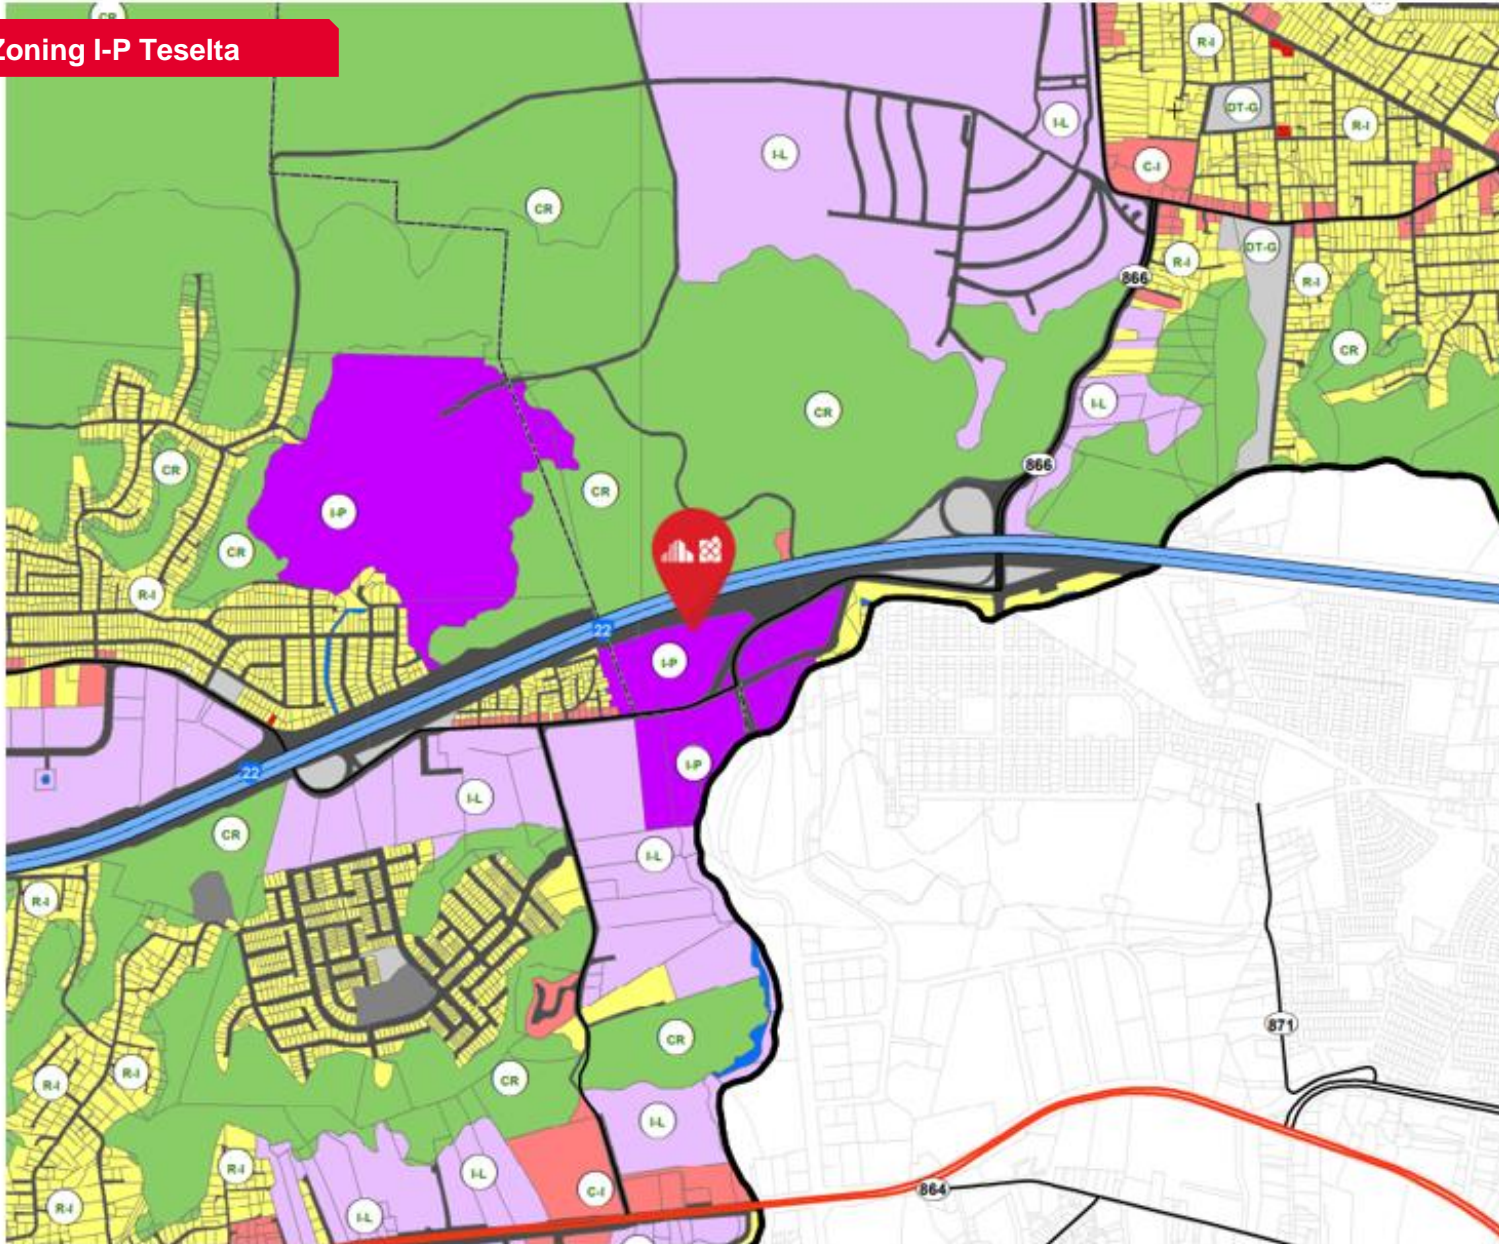 CR
Zoning I-P Teselta
R-I
DT-G
I-L
R-I
I-L
C-I
CR
DT-G
R-I
R-I
866
CR
I-L
CR
866
CR
CR
I-P
CR
R-I
22
I-P
I-P
22
I-L
CR
I-L
R-I
871
CR
R-I
R-I
CR
I-L
R-I
I-L
C-I
864
R-I
I-L